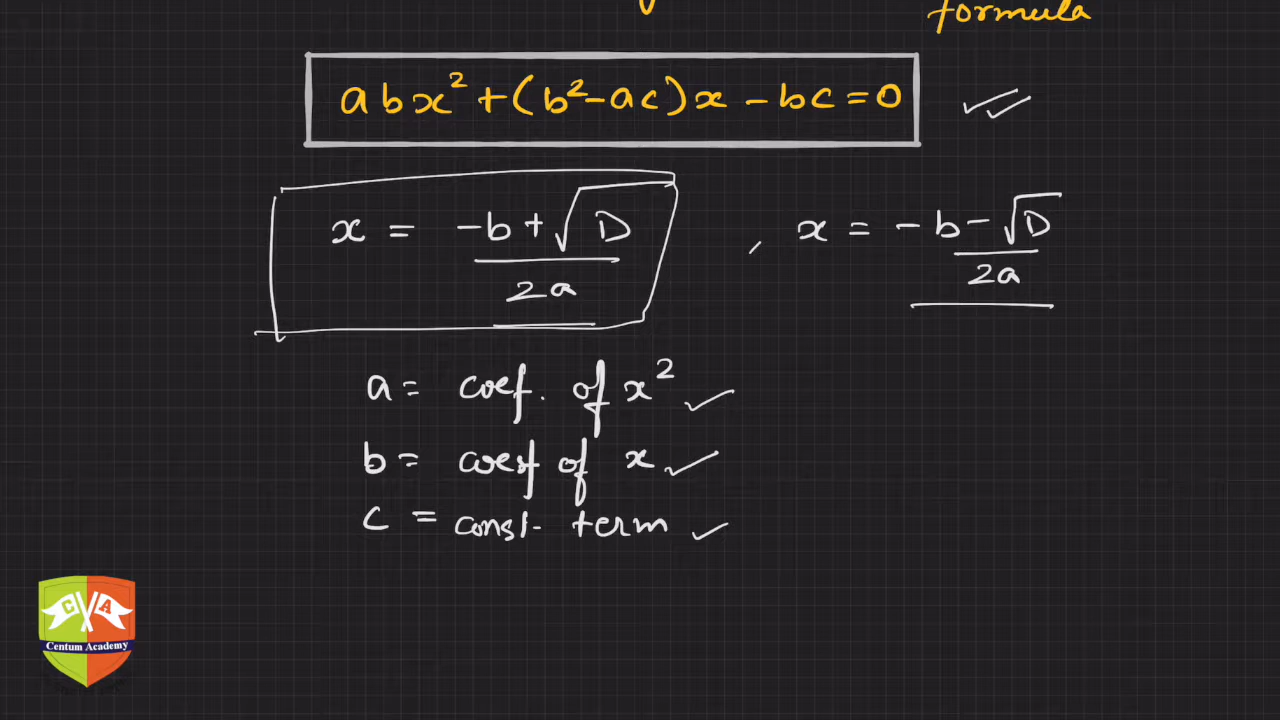 formula
abx²+(b²-ac)x-bc=0
x = -b+√D/2a , x = -b-√D/2a
a= coef. of x²
b= coef of x
c = const. term
C A
Centum Academy